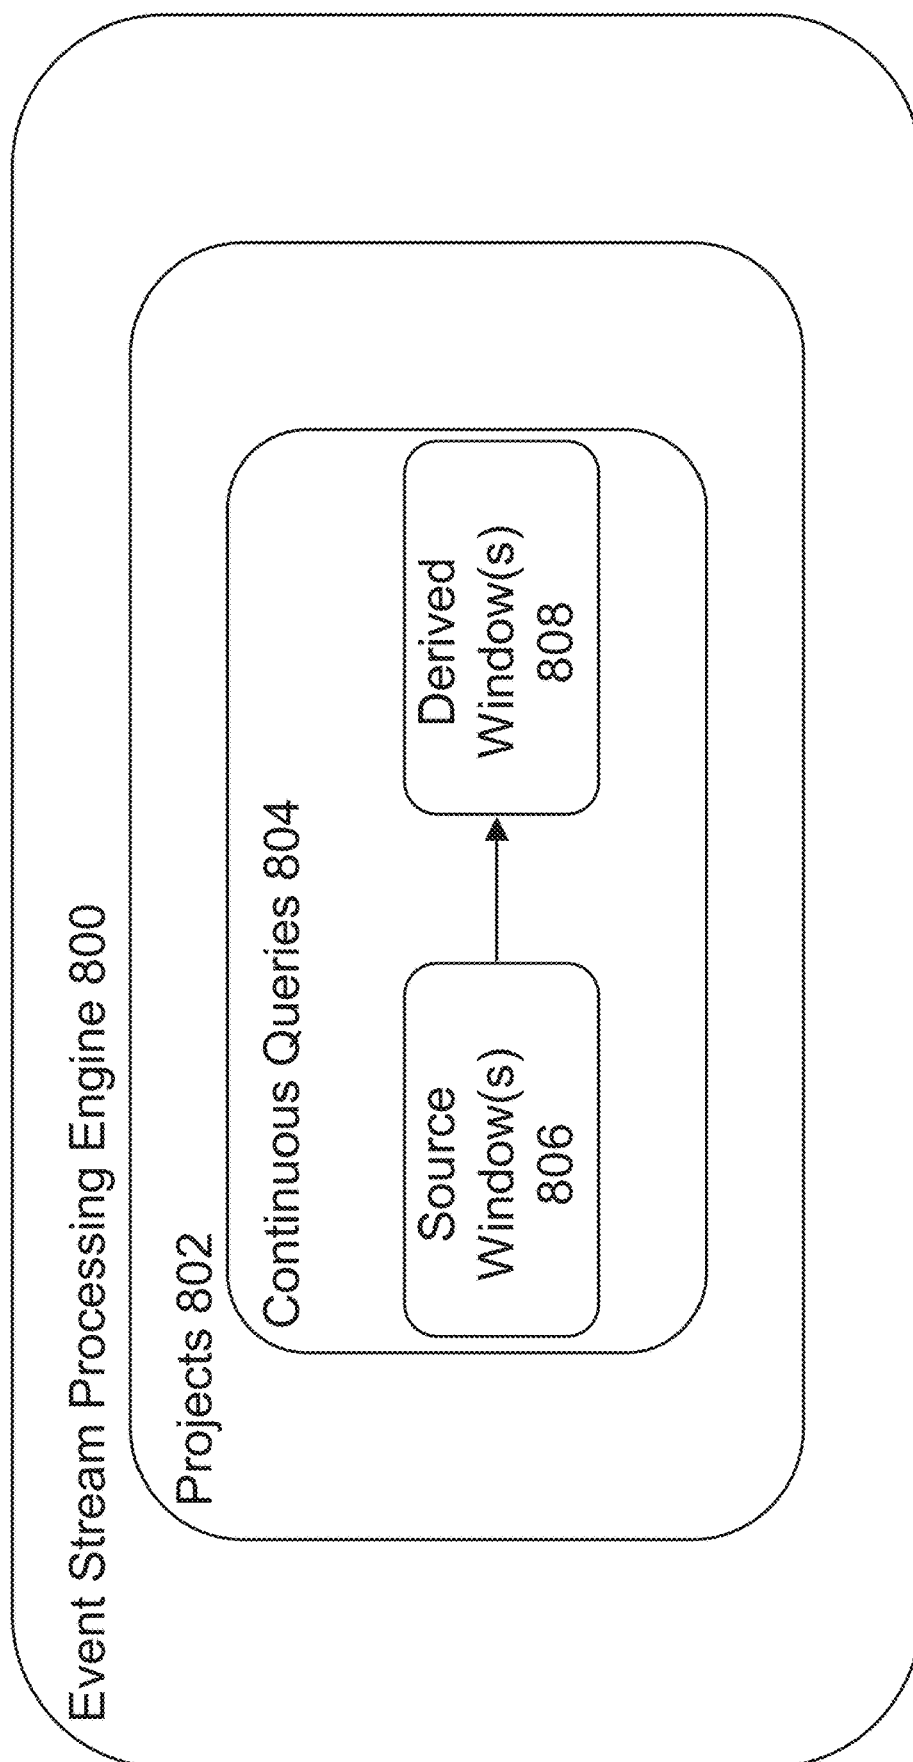 Event Stream Processing Engine 800
Projects 802
Continuous Queries 804
Source
Window(s)
806
Derived
Window(s)
808